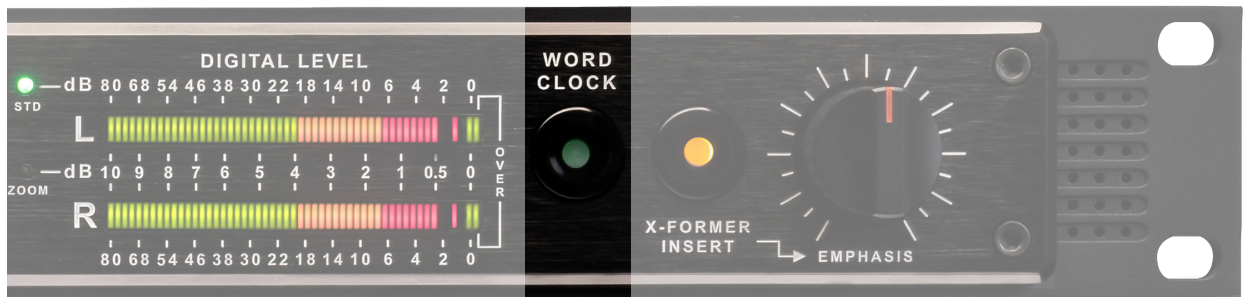 DIGITAL LEVEL
dB 80 68 54 46 38 30 22 18 14 10 6 4 2 0
STD
L
dB 10 9 8 7 6 5 4 3 2 1 0.5 0
ZOOM
R
80 68 54 46 38 30 22 18 14 10 6 4 2 0
OVER
WORD
CLOCK
X-FORMER
INSERT
EMPHASIS